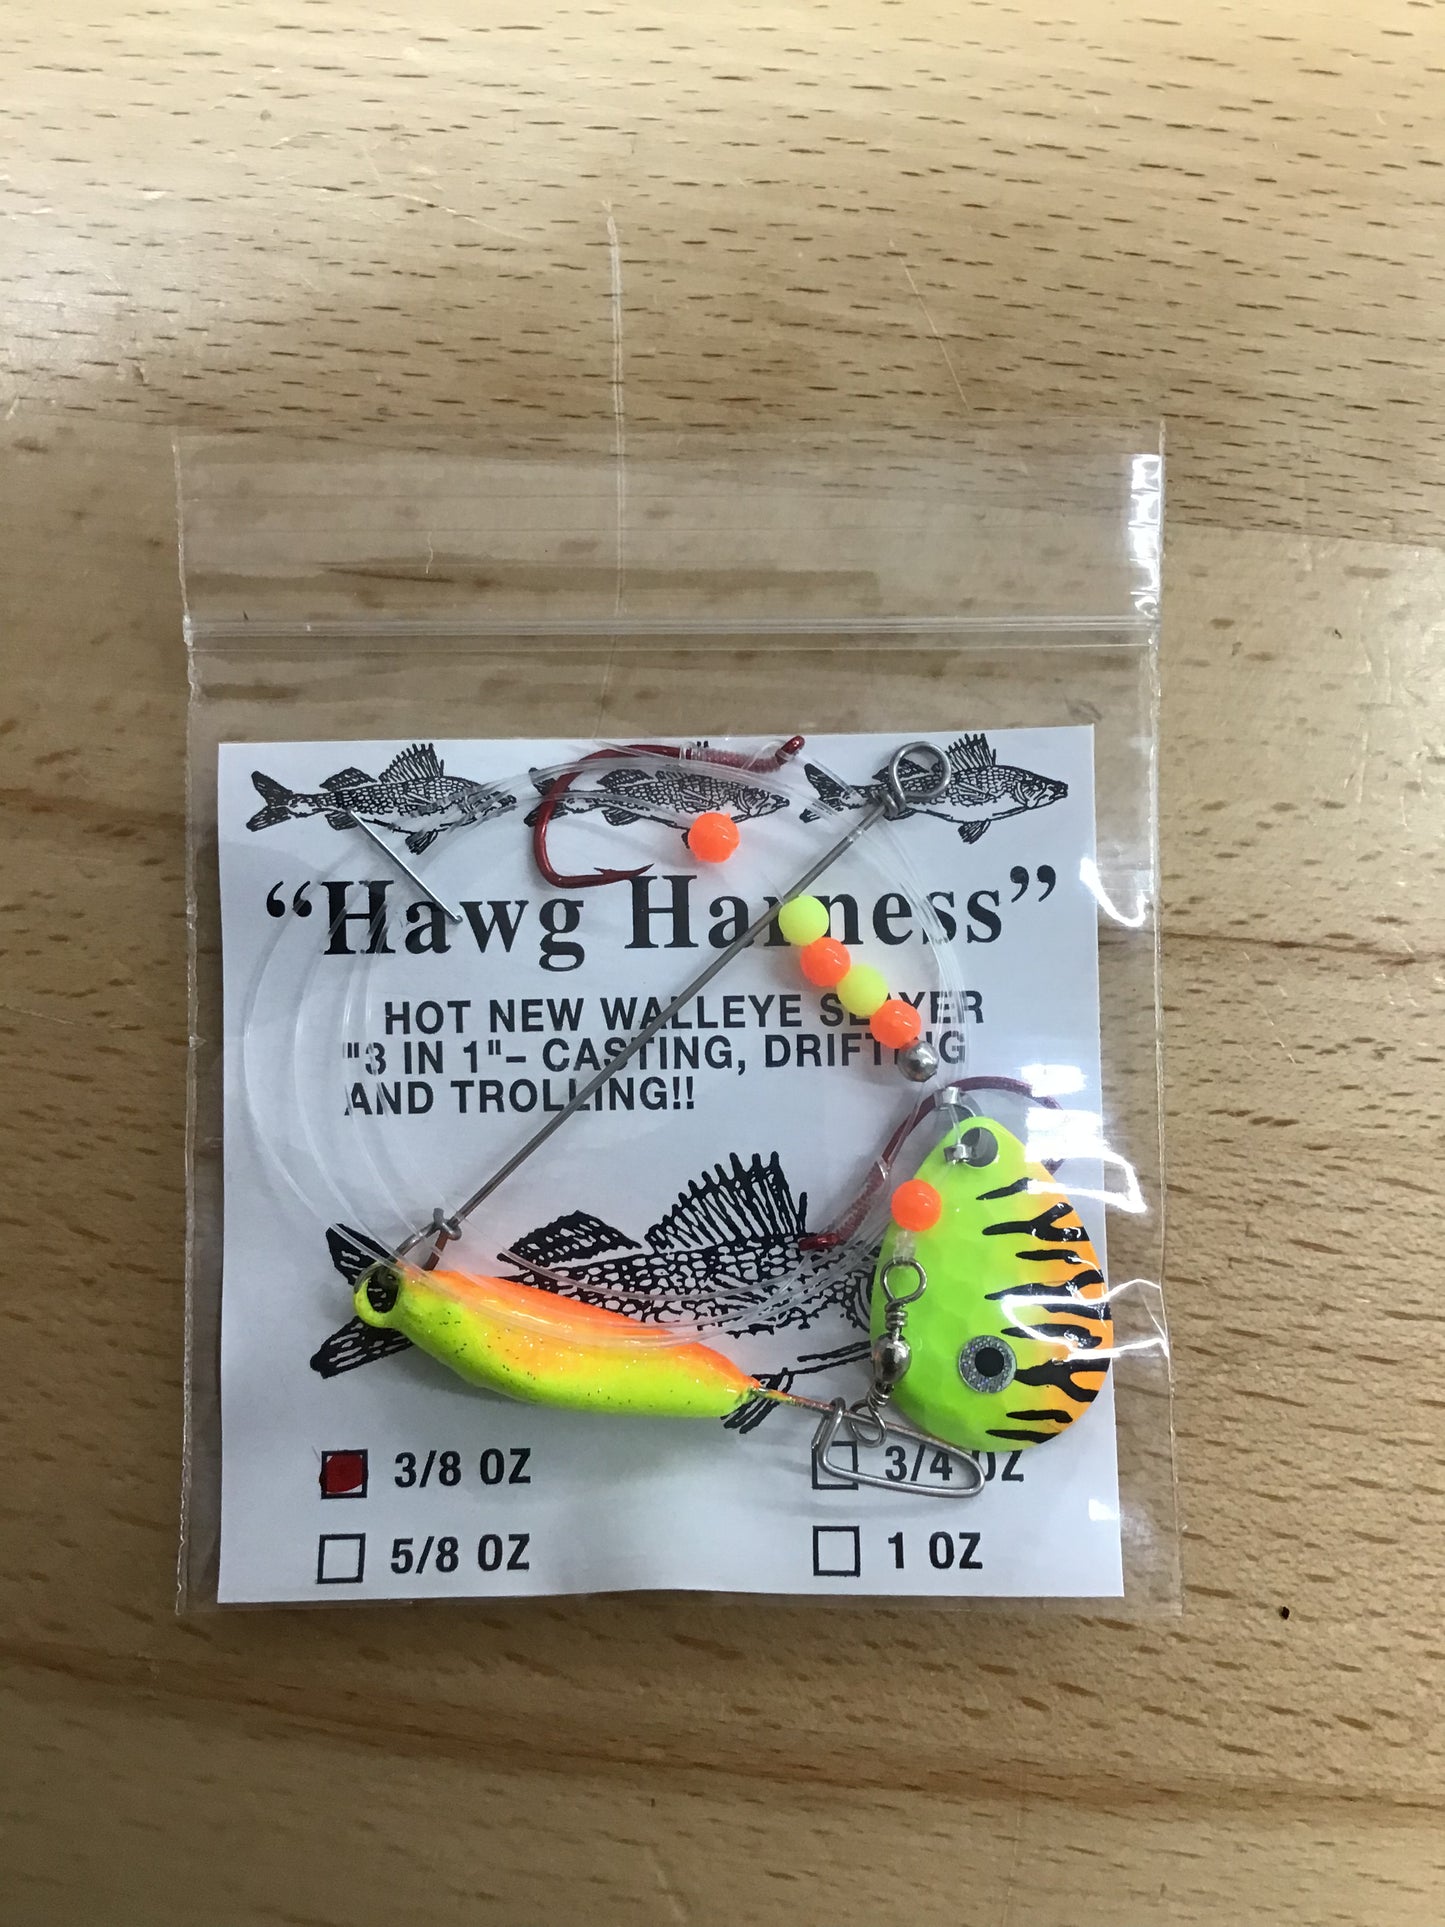 “Hawg Harness”
HOT NEW WALLEYE SLAYER
"3 IN 1"– CASTING, DRIFTING
AND TROLLING!!
3/8 OZ 3/4 OZ
5/8 OZ 1 OZ